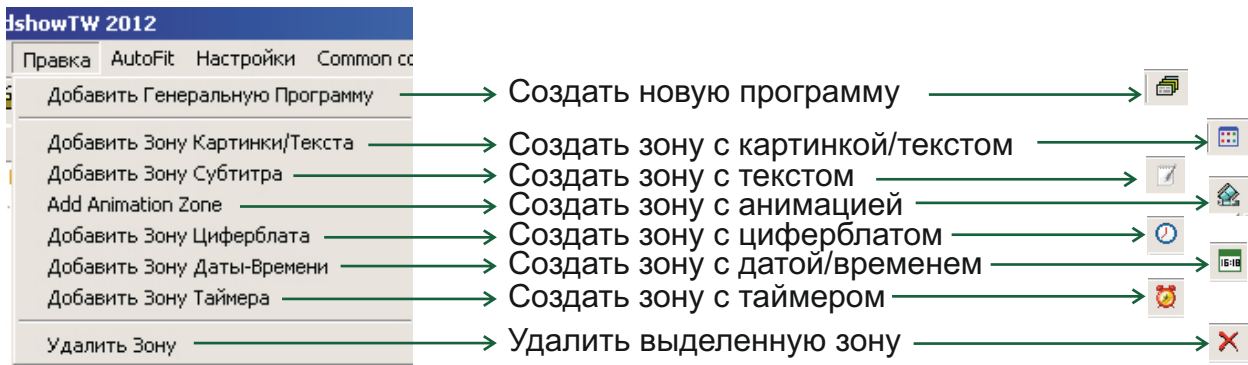 dshowTW 2012
Правка AutoFit Настройки Common co
Добавить Генеральную Программу Создать новую программу
Добавить Зону Картинки/Текста Создать зону с картинкой/текстом
Добавить Зону Субтитра Создать зону с текстом
Add Animation Zone Создать зону с анимацией
Добавить Зону Циферблата Создать зону с циферблатом
Добавить Зону Даты-Времени Создать зону с датой/временем 16:18
Добавить Зону Таймера Создать зону с таймером
Удалить Зону Удалить выделенную зону